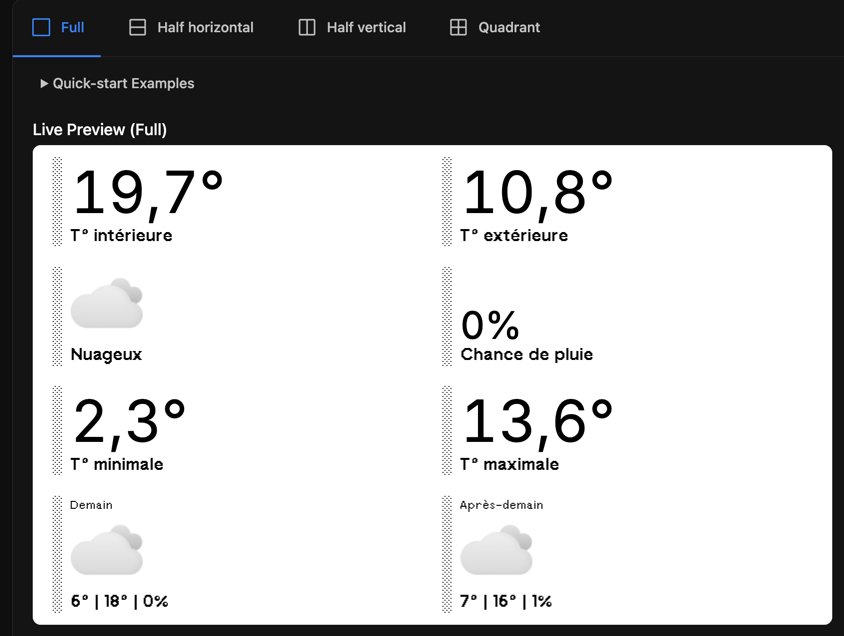 Full Half horizontal Half vertical Quadrant
Quick-start Examples
Live Preview (Full)
19,7°
T° intérieure
10,8°
T° extérieure
Nuageux
0%
Chance de pluie
2,3°
T° minimale
13,6°
T° maximale
Demain
6° | 18° | 0%
Après-demain
7° | 16° | 1%